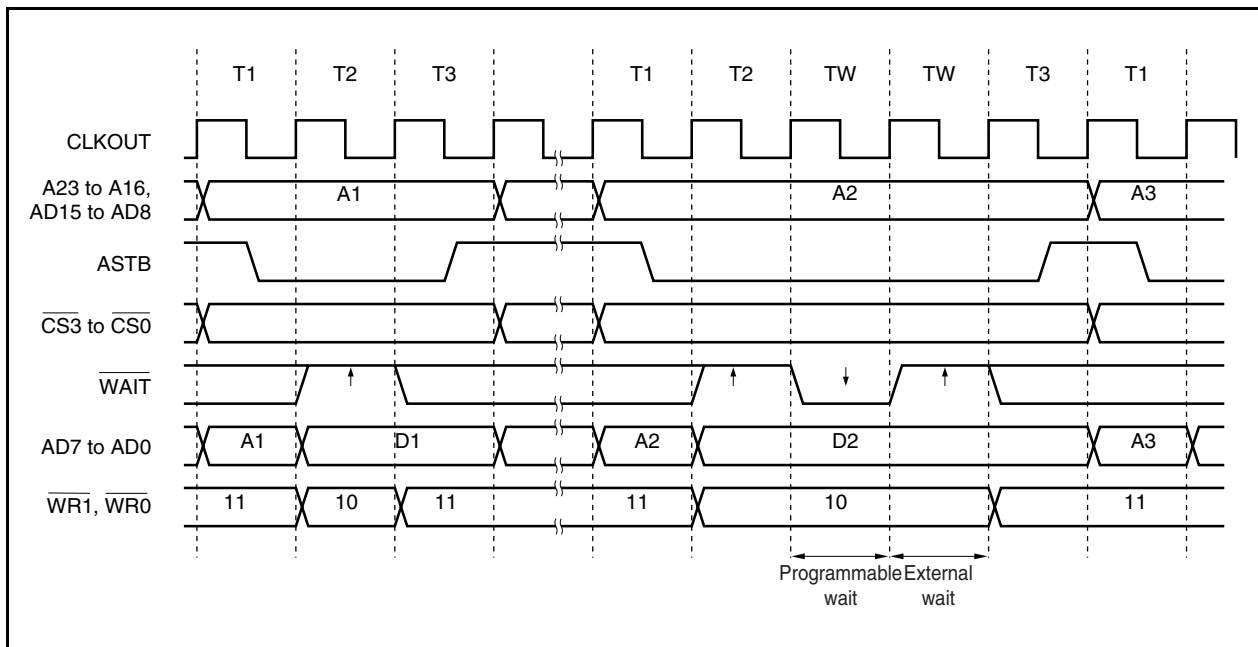 T1 T2 T3 T1 T2 TW TW T3 T1
CLKOUT
A23 to A16,
AD15 to AD8
A1 A2 A3
ASTB
CS3 to CS0
WAIT
AD7 to AD0
A1 D1 A2 D2 A3
WR1, WR0
11 10 11 11 10 11
Programmable
wait
External
wait